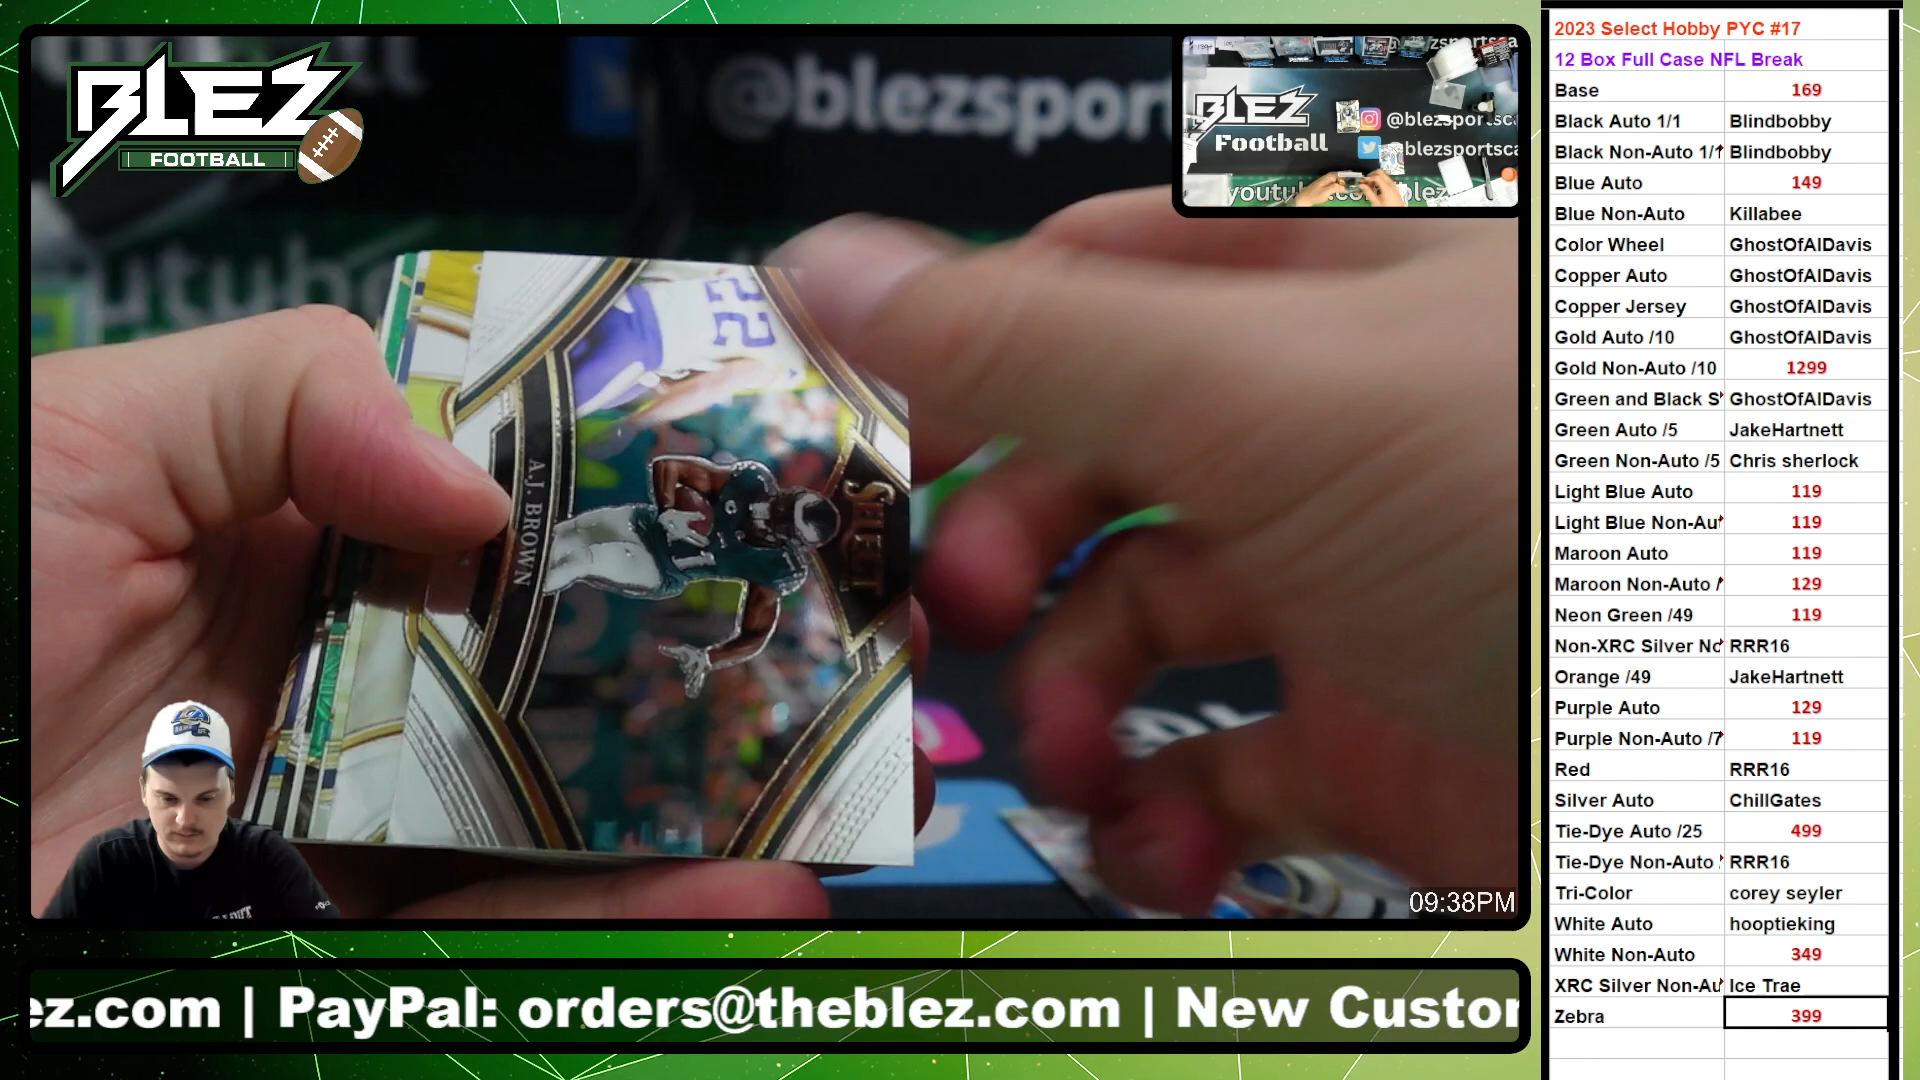 BLEZ
FOOTBALL
@blezspor
utube
22
A.J. BROWN
SELECT
BLEZ
Football
@blezsportsca
blezsportsca
09:38PM
ez.com | PayPal: orders@theblez.com | New Custor
2023 Select Hobby PYC #17
12 Box Full Case NFL Break
Base 169
Black Auto 1/1 Blindbobby
Black Non-Auto 1/1 Blindbobby
Blue Auto 149
Blue Non-Auto Killabee
Color Wheel GhostOfAlDavis
Copper Auto GhostOfAlDavis
Copper Jersey GhostOfAlDavis
Gold Auto /10 GhostOfAlDavis
Gold Non-Auto /10 1299
Green and Black S GhostOfAlDavis
Green Auto /5 JakeHartnett
Green Non-Auto /5 Chris sherlock
Light Blue Auto 119
Light Blue Non-Au 119
Maroon Auto 119
Maroon Non-Auto / 129
Neon Green /49 119
Non-XRC Silver No RRR16
Orange /49 JakeHartnett
Purple Auto 129
Purple Non-Auto /7 119
Red RRR16
Silver Auto ChillGates
Tie-Dye Auto /25 499
Tie-Dye Non-Auto RRR16
Tri-Color corey seyler
White Auto hooptieking
White Non-Auto 349
XRC Silver Non-Au Ice Trae
Zebra 399